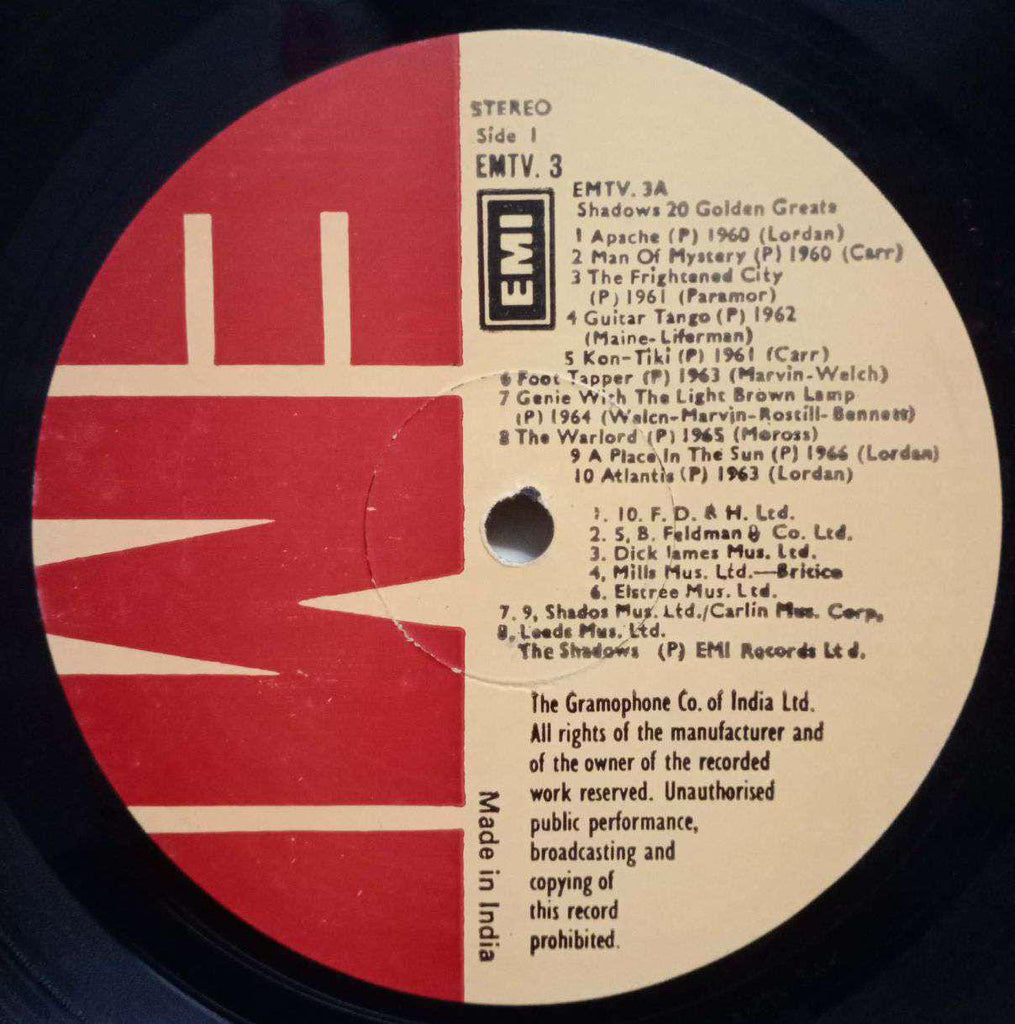 STEREO
Side 1
EMTV. 3
EMI
EMTV. 3A
Shadows 20 Golden Greats
1 Apache (P) 1960 (Lordan)
2 Man Of Mystery (P) 1960 (Carr)
3 The Frightened City
(P) 1961 (Paramor)
4 Guitar Tango (P) 1962
(Maine-Liferman)
5 Kon-Tiki (P) 1961 (Carr)
6 Foot Tapper (P) 1963 (Marvin-Welch)
7 Genie With The Light Brown Lamp
(P) 1964 (Welcn-Marvin-Rostill-Bennett)
8 The Warlord (P) 1965 (Moross)
9 A Place In The Sun (P) 1966 (Lordan)
10 Atlantis (P) 1963 (Lordan)
1. 10. F. D. & H. Ltd.
2. S. B. Feldman & Co. Ltd.
3. Dick James Mus. Ltd.
4, Mills Mus. Ltd.—Britico
6. Elstree Mus. Ltd.
7. 9, Shados Mus. Ltd./Carlin Mus. Corp.
8, Leeds Mus. Ltd.
The Shadows (P) EMI Records Ltd.
The Gramophone Co. of India Ltd.
All rights of the manufacturer and
of the owner of the recorded
work reserved. Unauthorised
public performance,
broadcasting and
copying of
this record
prohibited.
Made in India
EMI